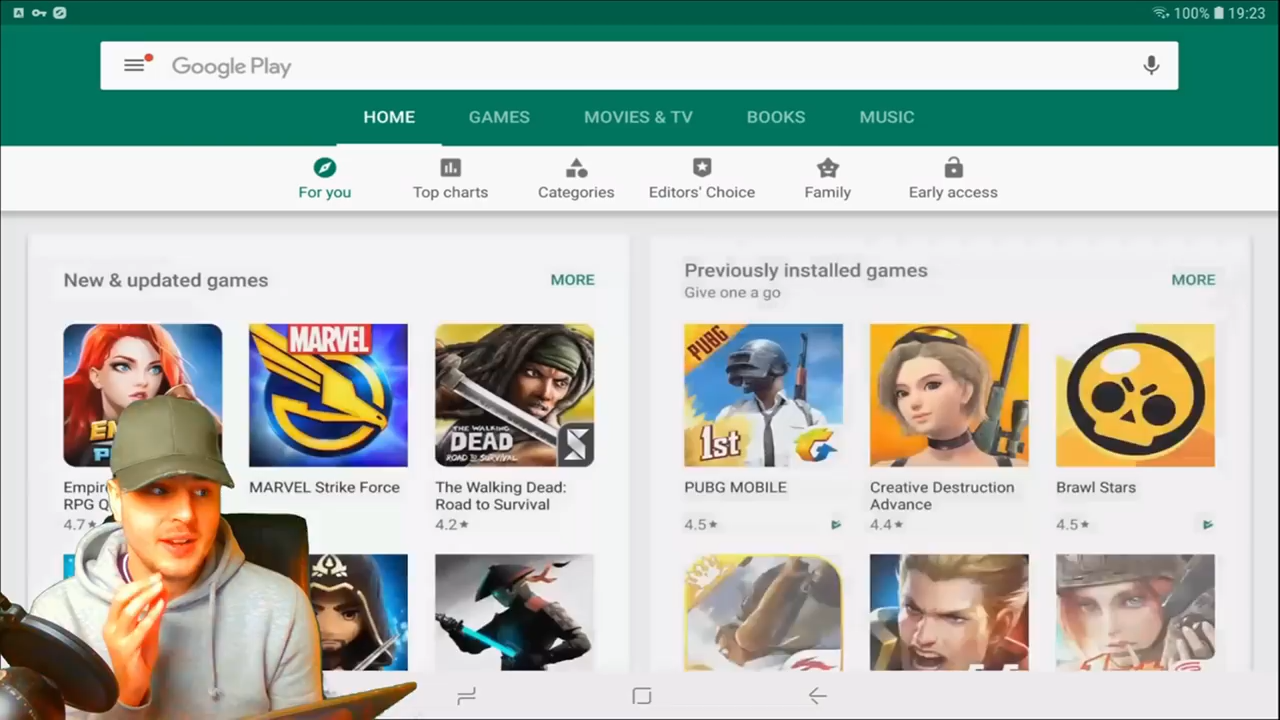 100% 19:23
Google Play
HOME GAMES MOVIES & TV BOOKS MUSIC
For you Top charts Categories Editors' Choice Family Early access
New & updated games MORE
Previously installed games MORE
Give one a go
MARVEL
THE WALKING
DEAD
ROAD TO SURVIVAL
PUBG
1st
MARVEL Strike Force
The Walking Dead:
Road to Survival
4.7
4.2
PUBG MOBILE
4.5
Creative Destruction
Advance
4.4
Brawl Stars
4.5